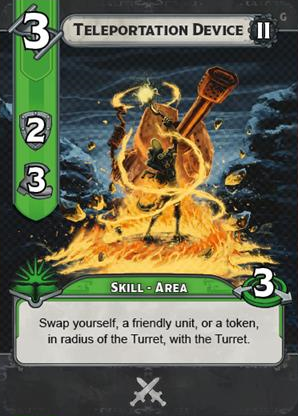 3
TELEPORTATION DEVICE
II
G
2
3
SKILL - AREA
3
Swap yourself, a friendly unit, or a token,
in radius of the Turret, with the Turret.